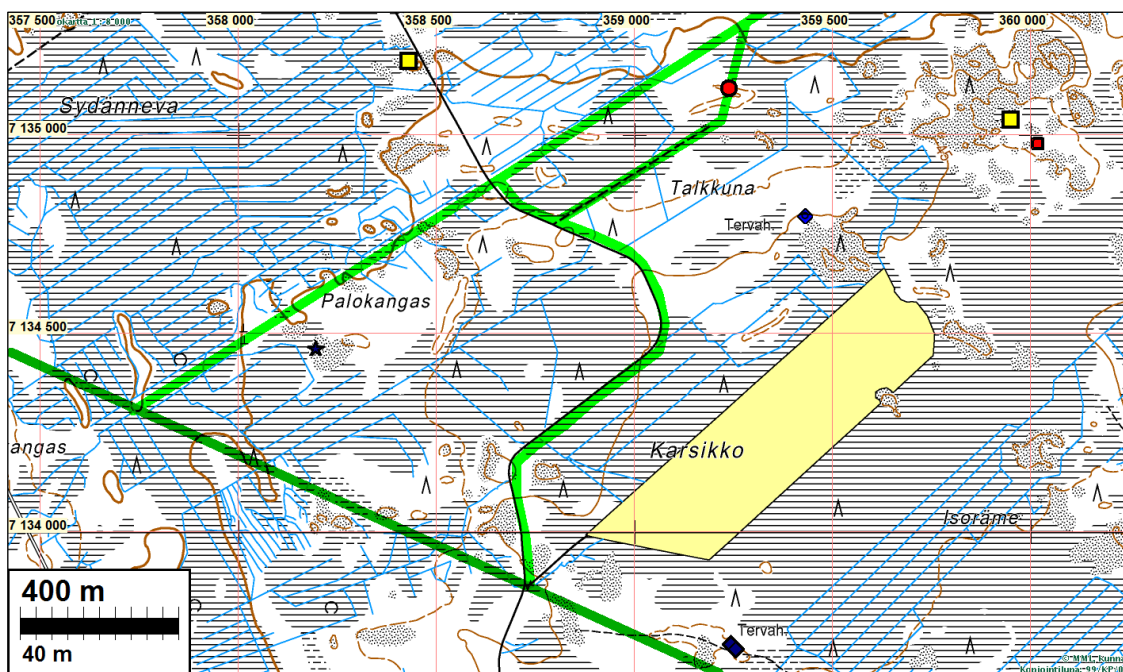 357 500
358 000
358 500
359 000
359 500
360 000
Sydänneva
7 135 000
Talkkuna
Tervah.
Palokangas
7 134 500
angas
Karsikko
Isoräme
7 134 000
400 m
40 m
Tervah.